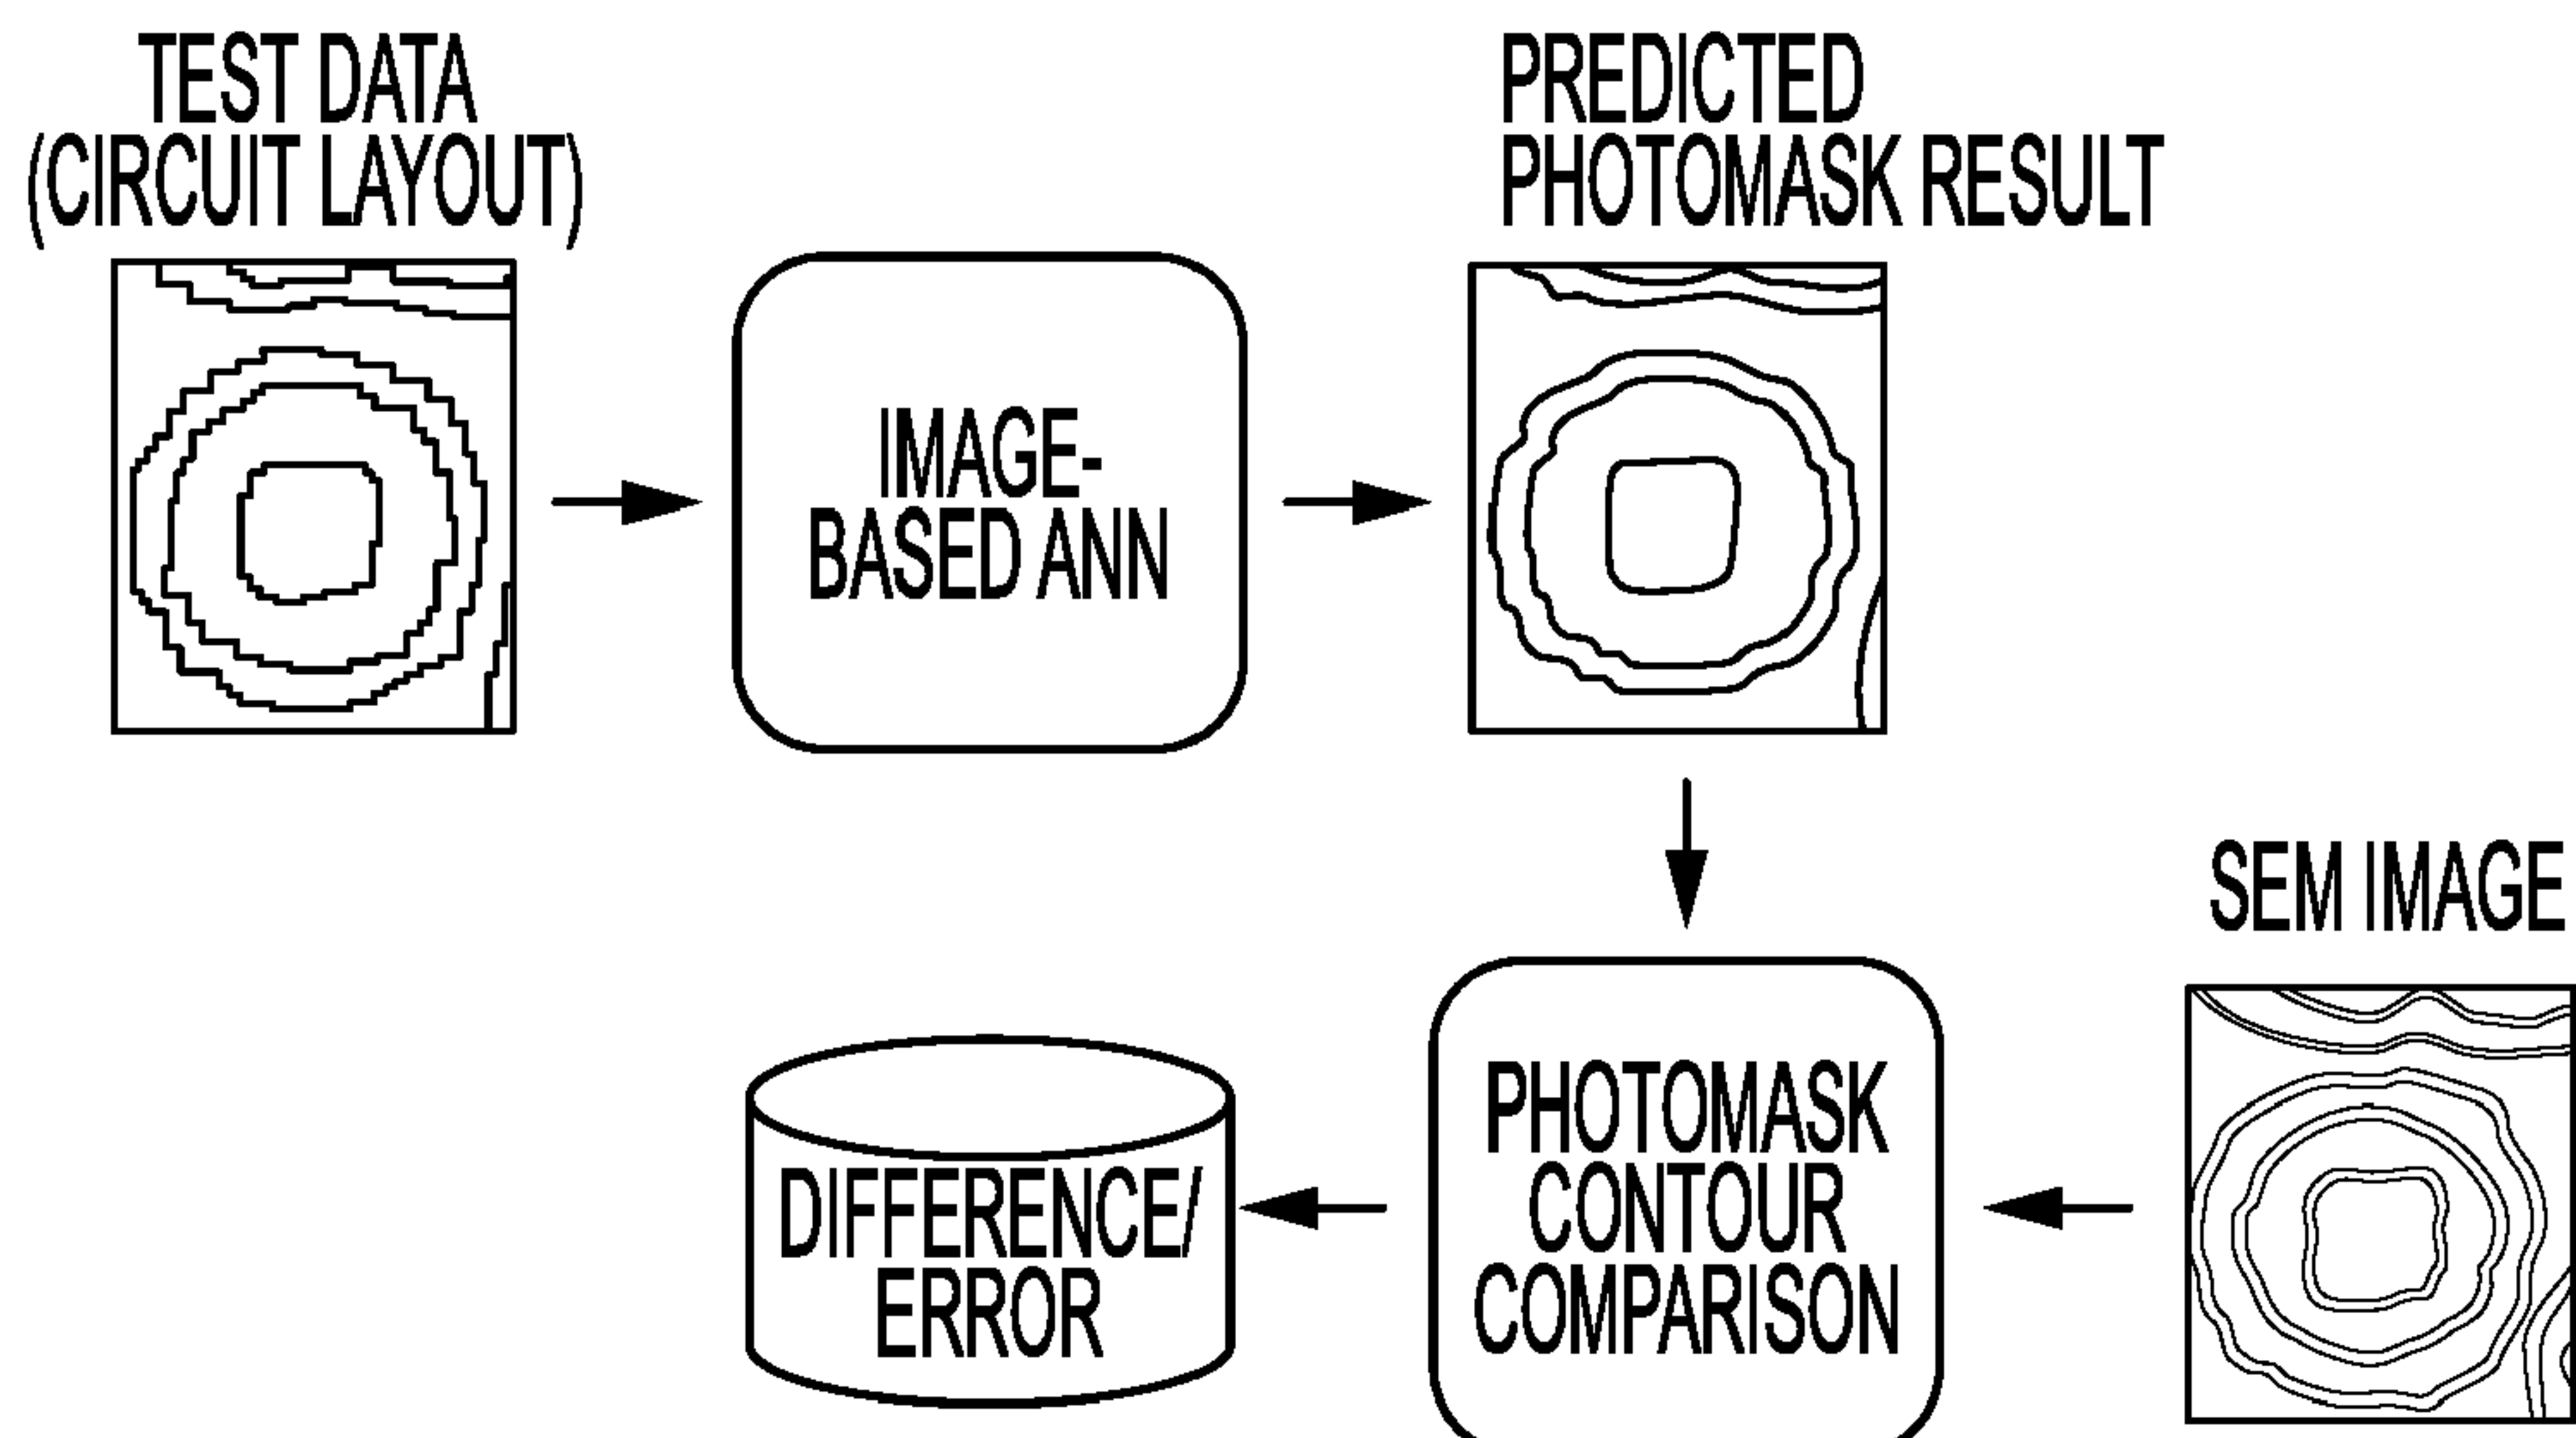 TEST DATA
(CIRCUIT LAYOUT)
PREDICTED
PHOTOMASK RESULT
IMAGE-
BASED ANN
SEM IMAGE
PHOTOMASK
CONTOUR
COMPARISON
DIFFERENCE/
ERROR